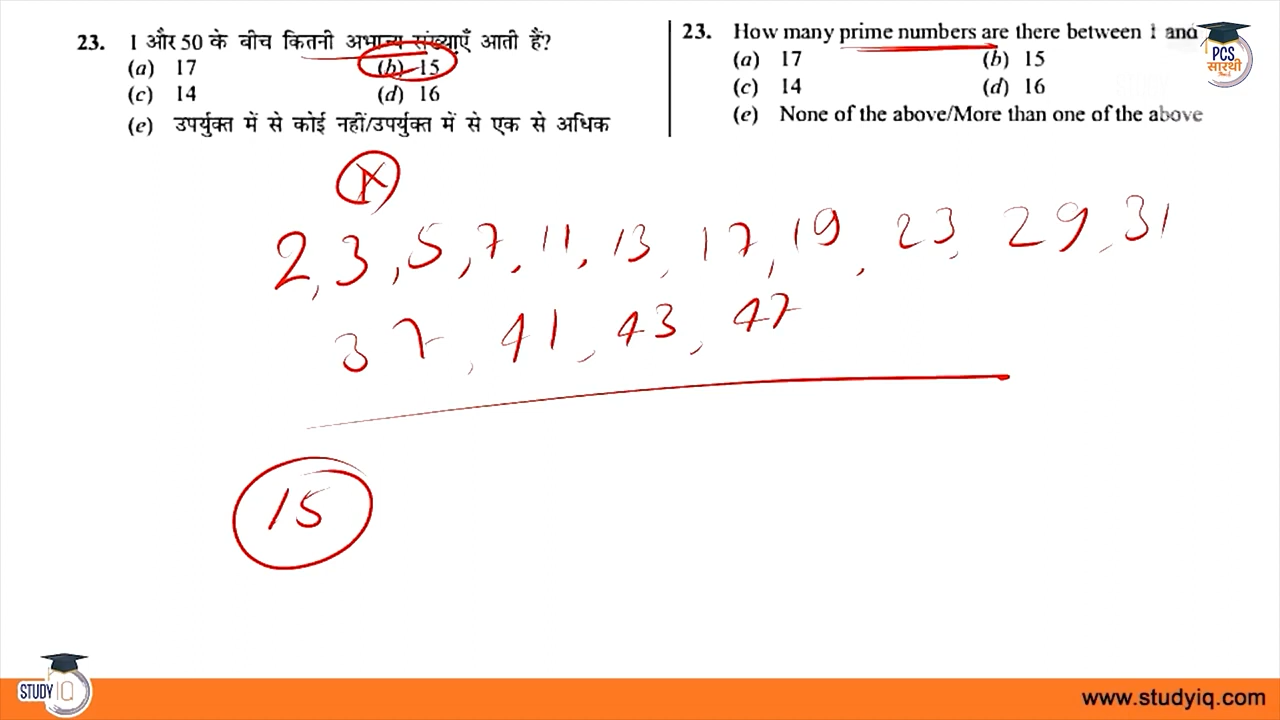 23. 1 और 50 के बीच कितनी अभाज्य संख्याएँ आती हैं?
(a) 17 (b) 15
(c) 14 (d) 16
(e) उपर्युक्त में से कोई नहीं/उपर्युक्त में से एक से अधिक
23. How many prime numbers are there between 1 and
(a) 17 (b) 15
(c) 14 (d) 16
(e) None of the above/More than one of the above
PCS
सारथी
2, 3, 5, 7, 11, 13, 17, 19, 23, 29, 31
37, 41, 43, 47
15
STUDY IQ
www.studyiq.com